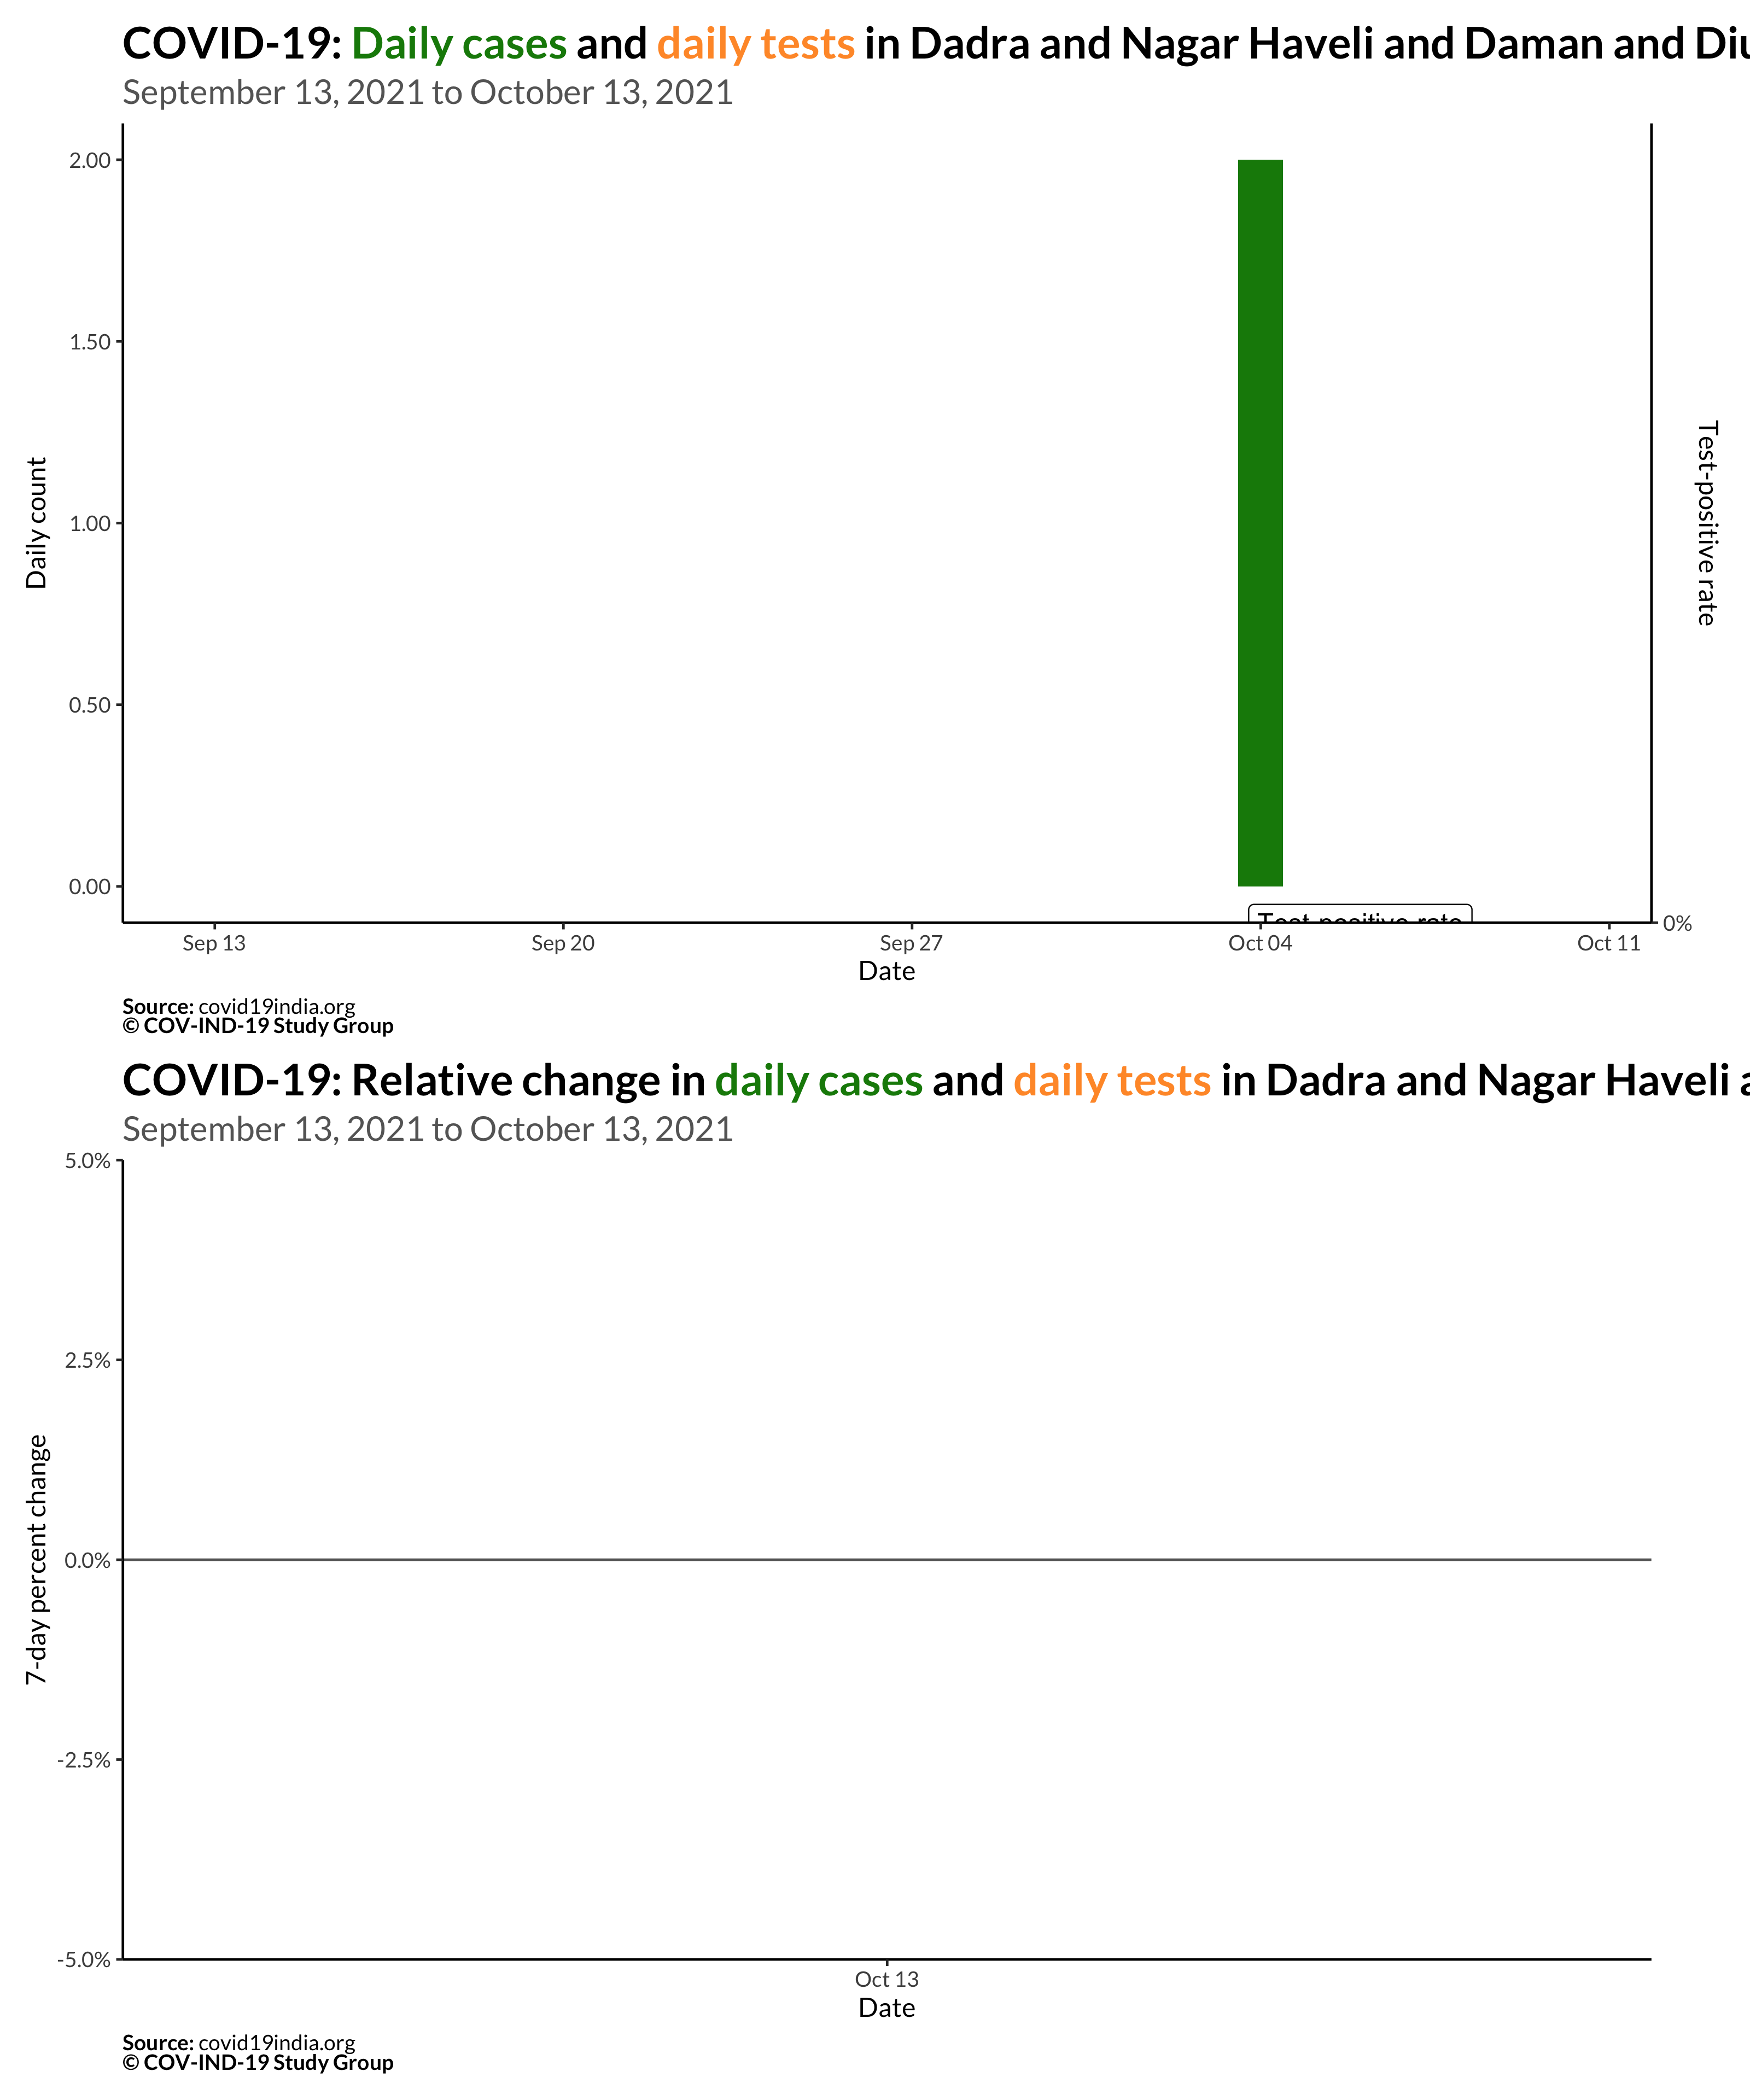 COVID-19: Daily cases and daily tests in Dadra and Nagar Haveli and Daman and Diu
September 13, 2021 to October 13, 2021
2.00
1.50
1.00
0.50
0.00
Daily count
Test-positive rate
Test-positive rate
0%
Sep 13
Sep 20
Sep 27
Oct 04
Oct 11
Date
Source: covid19india.org
© COV-IND-19 Study Group
COVID-19: Relative change in daily cases and daily tests in Dadra and Nagar Haveli a
September 13, 2021 to October 13, 2021
5.0%
2.5%
0.0%
-2.5%
-5.0%
7-day percent change
Oct 13
Date
Source: covid19india.org
© COV-IND-19 Study Group